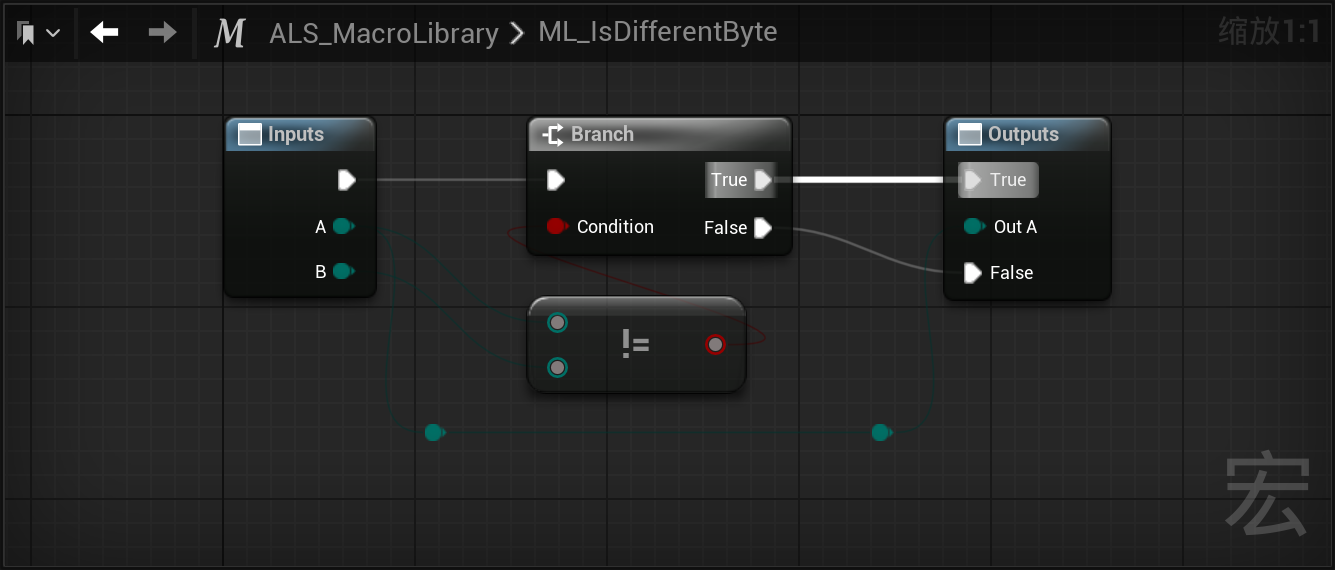 ALS_MacroLibrary > ML_IsDifferentByte
缩放1:1
Inputs
A
B
Branch
True
Condition
False
Outputs
True
Out A
False
!=
宏